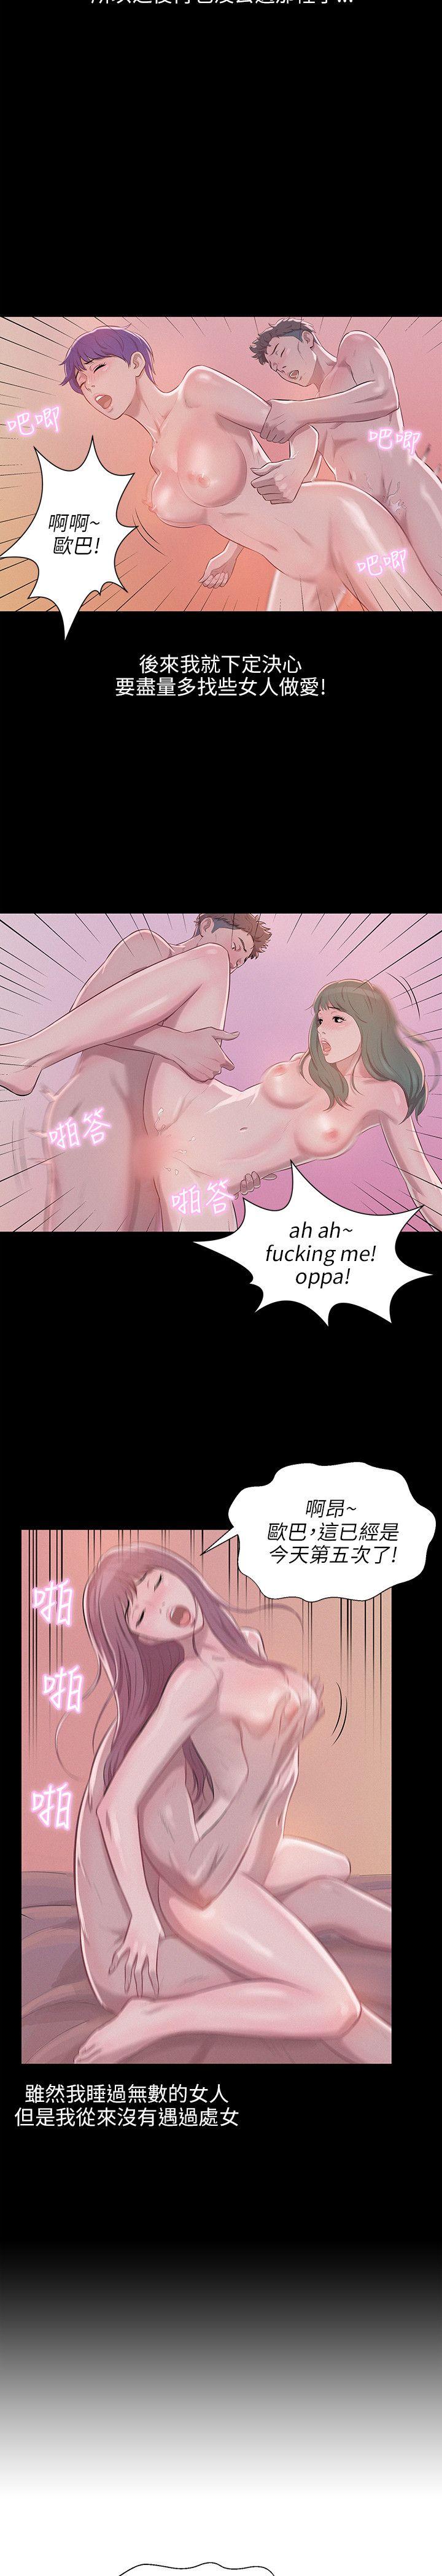 吧唧
吧唧
啊啊~
歐巴!
吧唧
後來我就下定決心
要盡量多找些女人做愛!
啪答
啪答
ah ah~
fucking me!
oppa!
啊昂~
歐巴,這已經是
今天第五次了!
啪
啪
啪
雖然我睡過無數的女人
但是我從來沒有遇過處女